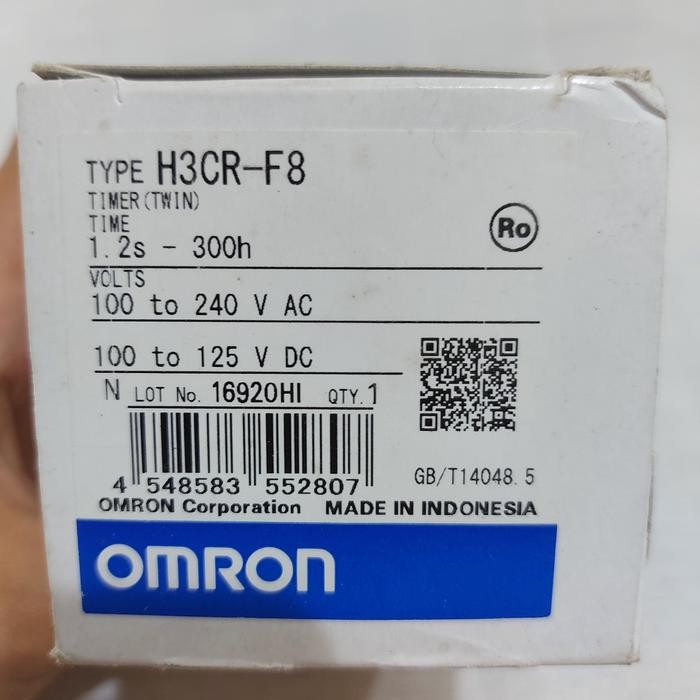 TYPE H3CR-F8
TIMER(TWIN)
TIME
1.2s - 300h
Ro
VOLTS
100 to 240 V AC
100 to 125 V DC
N LOT No. 16920HI QTY.1
4 548583 552807
GB/T14048.5
OMRON Corporation MADE IN INDONESIA
OMRON